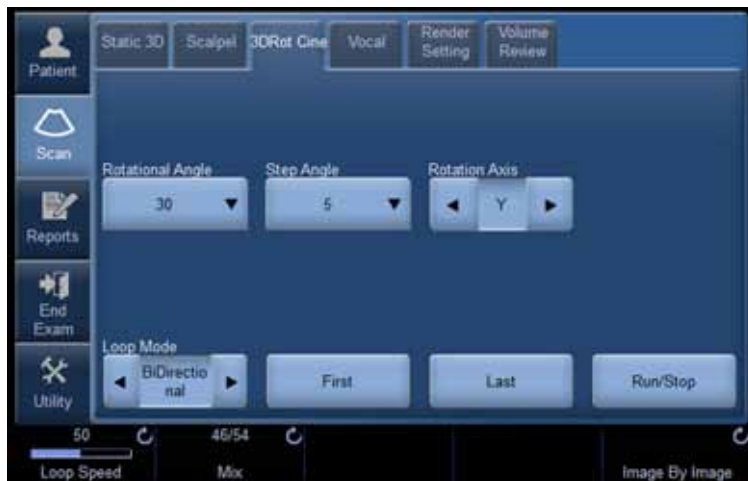 Patient
Scan
Reports
End
Exam
Utility
Static 3D
Scalpel
3DRot Cine
Vocal
Render
Setting
Volume
Review
Rotational Angle
Step Angle
Rotation Axis
30
5
Y
Loop Mode
BiDirectio
nal
First
Last
Run/Stop
50
46/54
Loop Speed
Mix
Image By Image